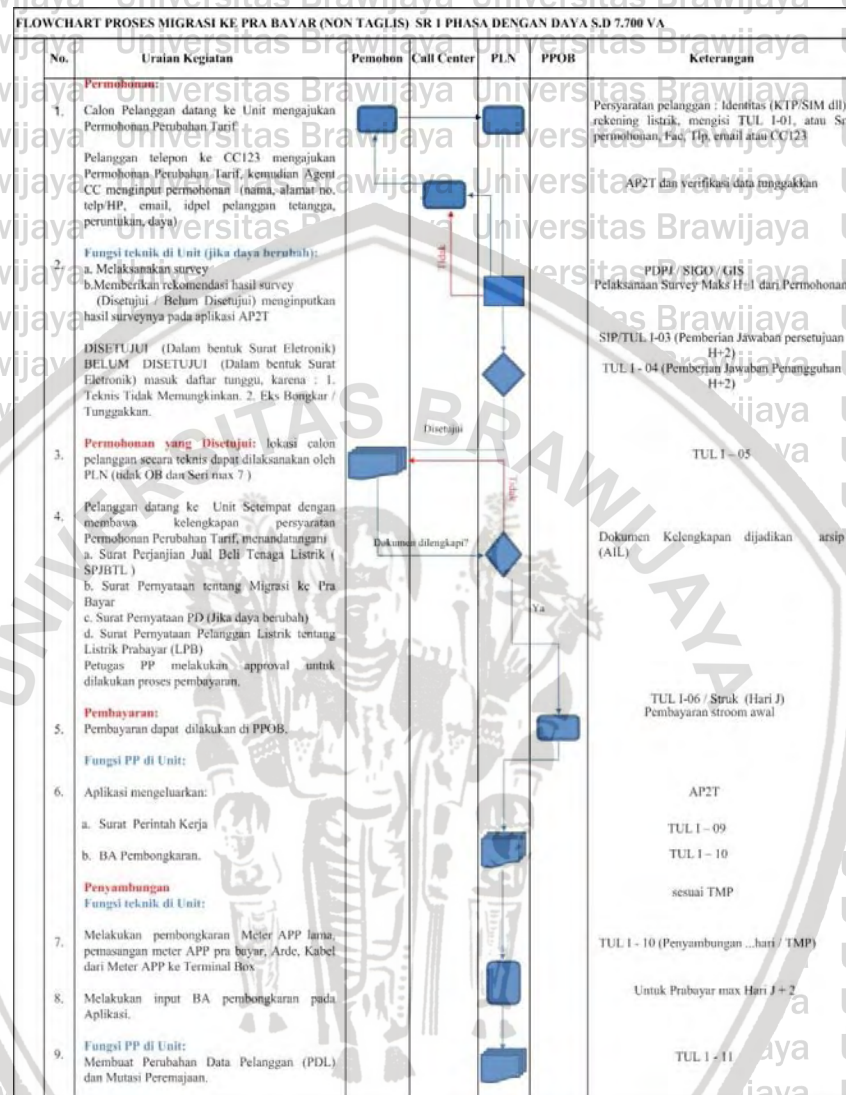 FLOWCHART PROSES MIGRASI KE PRA BAYAR (NON TAGLIS) SR 1 PHASA DENGAN DAYA S.D 7.700 VA
No. Uraian Kegiatan Pemohon Call Center PLN PPOB Keterangan
Permohonan:
1. Calon Pelanggan datang ke Unit mengajukan
Permohonan Perubahan Tarif
Persyaratan pelanggan : Identitas (KTP/SIM dll)
rekening listrik, mengisi TUL I-01, atau
permohonan, Fac, Tlp, email atau CC123
Pelanggan telepon ke CC123 mengajukan
Permohonan Perubahan Tarif, kemudian Agent
CC menginput permohonan (nama, alamat no.
telp/HP, email, idpel pelanggan tetangga,
peruntukan, daya)
AP2T dan verifikasi data tunggakkan
Tidak
2. Fungsi teknik di Unit (jika daya berubah):
a. Melaksanakan survey
b.Memberikan rekomendasi hasil survey
(Disetujui / Belum Disetujui) menginputkan
hasil surveynya pada aplikasi AP2T
PDPJ / SIGO / GIS
Pelaksanaan Survey Maks H+1 dari Permohonan
DISETUJUI (Dalam bentuk Surat Eletronik)
BELUM DISETUJUI (Dalam bentuk Surat
Eletronik) masuk daftar tunggu, karena : 1.
Teknis Tidak Memungkinkan. 2. Eks Bongkar /
Tunggakkan.
SIP/TUL I-03 (Pemberian Jawaban persetujuan
H+2)
TUL I - 04 (Pemberian Jawaban Penangguhan
H+2)
Disetujui
3. Permohonan yang Disetujui: lokasi calon
pelanggan secara teknis dapat dilaksanakan oleh
PLN (tidak OB dan Seri max 7 )
TUL I – 05
Tidak
4. Pelanggan datang ke Unit Setempat dengan
membawa kelengkapan persyaratan
Permohonan Perubahan Tarif, menandatangani
a. Surat Perjanjian Jual Beli Tenaga Listrik (
SPJBTL )
b. Surat Pernyataan tentang Migrasi ke Pra
Bayar
c. Surat Pernyataan PD (Jika daya berubah)
d. Surat Pernyataan Pelanggan Listrik tentang
Listrik Prabayar (LPB)
Petugas PP melakukan approval untuk
dilakukan proses pembayaran.
Dokumen dilengkapi?
Dokumen Kelengkapan dijadikan arsip
(AIL)
Ya
Pembayaran:
5. Pembayaran dapat dilakukan di PPOB.
TUL I-06 / Struk (Hari J)
Pembayaran stroom awal
Fungsi PP di Unit:
6. Aplikasi mengeluarkan:
AP2T
a. Surat Perintah Kerja
TUL I – 09
b. BA Pembongkaran.
TUL I – 10
Penyambungan
Fungsi teknik di Unit:
sesuai TMP
7. Melakukan pembongkaran Meter APP lama,
pemasangan meter APP pra bayar, Arde, Kabel
dari Meter APP ke Terminal Box
TUL I - 10 (Penyambungan ...hari / TMP)
8. Melakukan input BA pembongkaran pada
Aplikasi.
Untuk Prabayar max Hari J + 2
Fungsi PP di Unit:
9. Membuat Perubahan Data Pelanggan (PDL)
dan Mutasi Peremajaan.
TUL I - 11
UNIVERSITAS BRAWIJAYA
Universitas Brawijaya